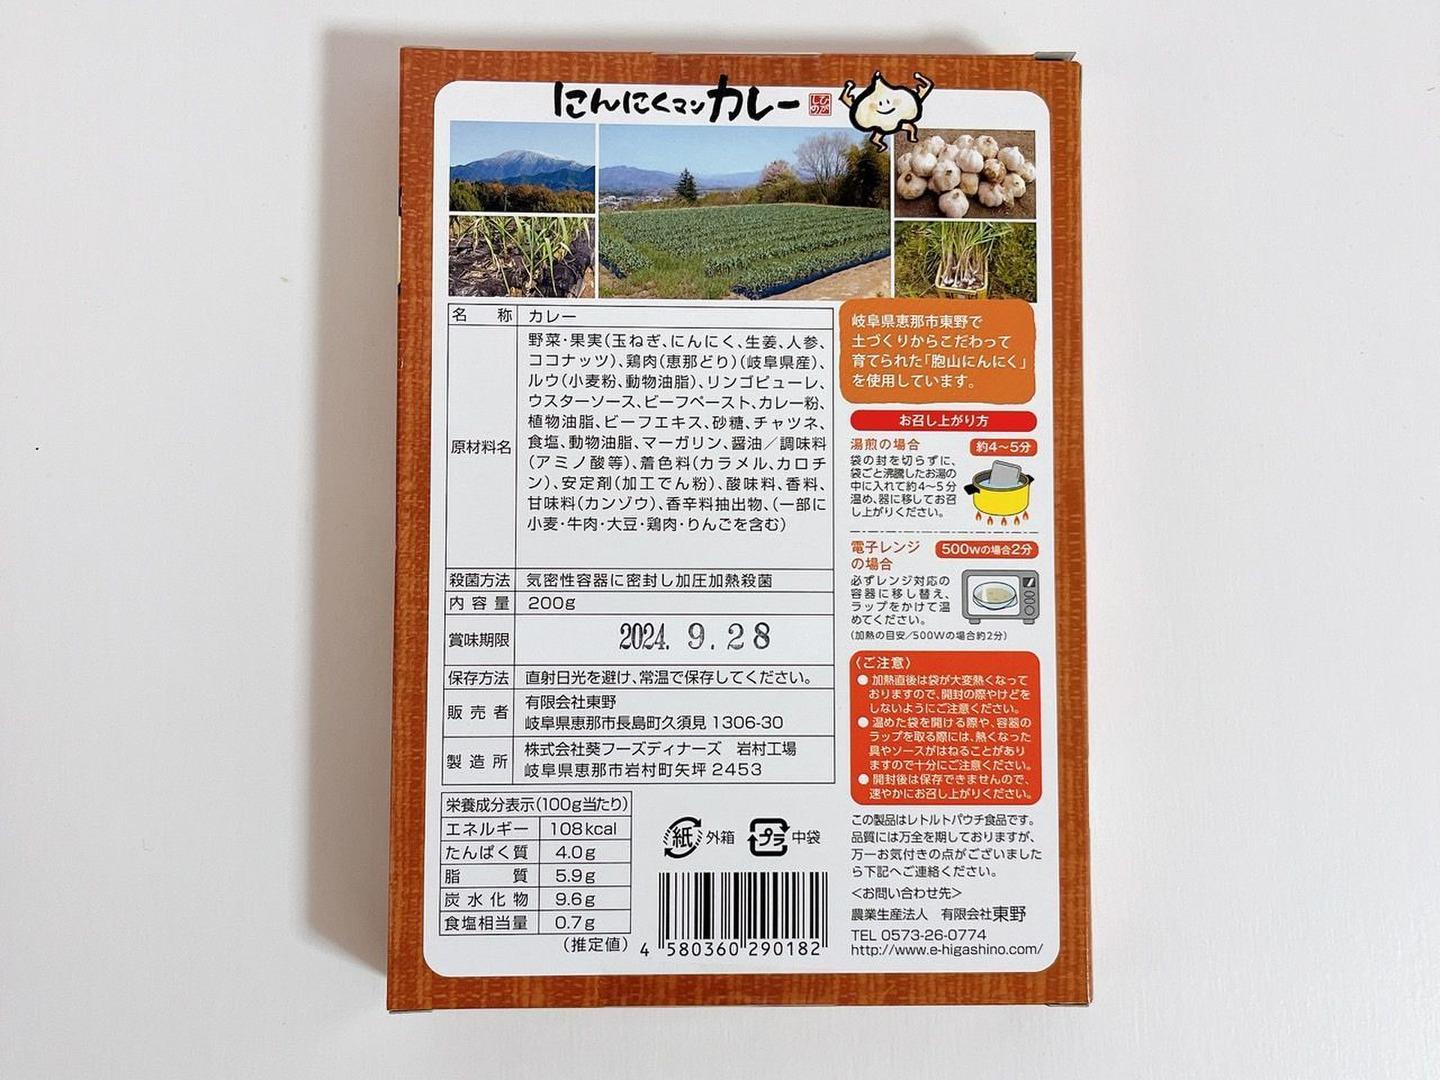 にんにくマンカレー
ひがしの
名 称 カレー
原材料名
野菜・果実(玉ねぎ、にんにく、生姜、人参、
ココナッツ)、鶏肉(恵那どり)(岐阜県産)、
ルウ(小麦粉、動物油脂)、リンゴピューレ、
ウスターソース、ビーフペースト、カレー粉、
植物油脂、ビーフエキス、砂糖、チャツネ、
食塩、動物油脂、マーガリン、醤油/調味料
(アミノ酸等)、着色料(カラメル、カロチ
ン)、安定剤(加工でん粉)、酸味料、香料、
甘味料(カンゾウ)、香辛料抽出物、(一部に
小麦・牛肉・大豆・鶏肉・りんごを含む)
殺菌方法 気密性容器に密封し加圧加熱殺菌
内容量 200g
賞味期限 2024. 9. 28
保存方法 直射日光を避け、常温で保存してください。
販売者 有限会社東野
岐阜県恵那市長島町久須見 1306-30
製造所 株式会社葵フーズディナーズ 岩村工場
岐阜県恵那市岩村町矢坪 2453
栄養成分表示(100g当たり)
エネルギー 108kcal
たんぱく質 4.0g
脂質 5.9g
炭水化物 9.6g
食塩相当量 0.7g
(推定値)
紙 外箱 プラ 中袋
4 580360 290182
岐阜県恵那市東野で
土づくりからこだわって
育てられた「胞山にんにく」
を使用しています。
お召し上がり方
湯煎の場合 約4~5分
袋の封を切らずに、
袋ごと沸騰したお湯の
中に入れて約4~5分
温め、器に移してお召
し上がりください。
電子レンジ
の場合
500wの場合2分
必ずレンジ対応の
容器に移し替え、
ラップをかけて温
めてください。
(加熱の目安/500Wの場合約2分)
〈ご注意〉
●加熱直後は袋が大変熱くなって
おりますので、開封の際やけどを
しないようにご注意ください。
●温めた袋を開ける際や、容器の
ラップを取る際には、熱くなった
具やソースがはねることがあり
ますので十分にご注意ください。
●開封後は保存できませんので、
速やかにお召し上がりください。
この製品はレトルトパウチ食品です。
品質には万全を期しておりますが、
万一お気付きの点がございました
ら下記へご連絡ください。
<お問い合わせ先>
農業生産法人 有限会社東野
TEL 0573-26-0774
http://www.e-higashino.com/